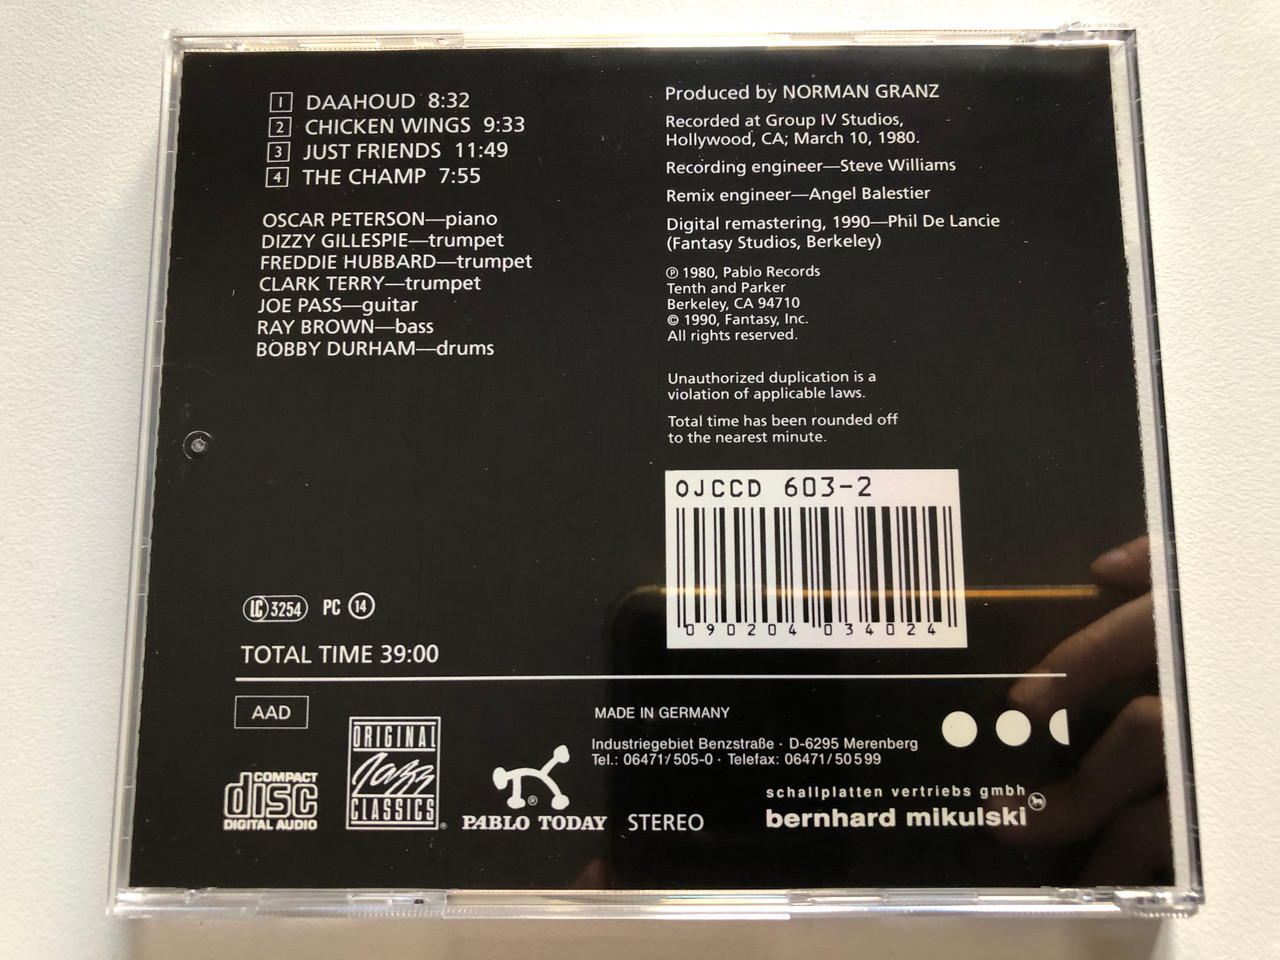 1 DAAHOUD 8:32
2 CHICKEN WINGS 9:33
3 JUST FRIENDS 11:49
4 THE CHAMP 7:55
OSCAR PETERSON—piano
DIZZY GILLESPIE—trumpet
FREDDIE HUBBARD—trumpet
CLARK TERRY—trumpet
JOE PASS—guitar
RAY BROWN—bass
BOBBY DURHAM—drums
Produced by NORMAN GRANZ
Recorded at Group IV Studios,
Hollywood, CA; March 10, 1980.
Recording engineer—Steve Williams
Remix engineer—Angel Balestier
Digital remastering, 1990—Phil De Lancie
(Fantasy Studios, Berkeley)
℗ 1980, Pablo Records
Tenth and Parker
Berkeley, CA 94710
© 1990, Fantasy, Inc.
All rights reserved.
Unauthorized duplication is a
violation of applicable laws.
Total time has been rounded off
to the nearest minute.
OJCCD 603-2
090204 034024
LC 3254 PC 14
TOTAL TIME 39:00
AAD
COMPACT
disc
DIGITAL AUDIO
ORIGINAL
Jazz
CLASSICS®
®
PABLO TODAY
STEREO
MADE IN GERMANY
Industriegebiet Benzstraße · D-6295 Merenberg
Tel.: 06471/505-0 · Telefax: 06471/50599
schallplatten vertriebs gmbh
bernhard mikulski